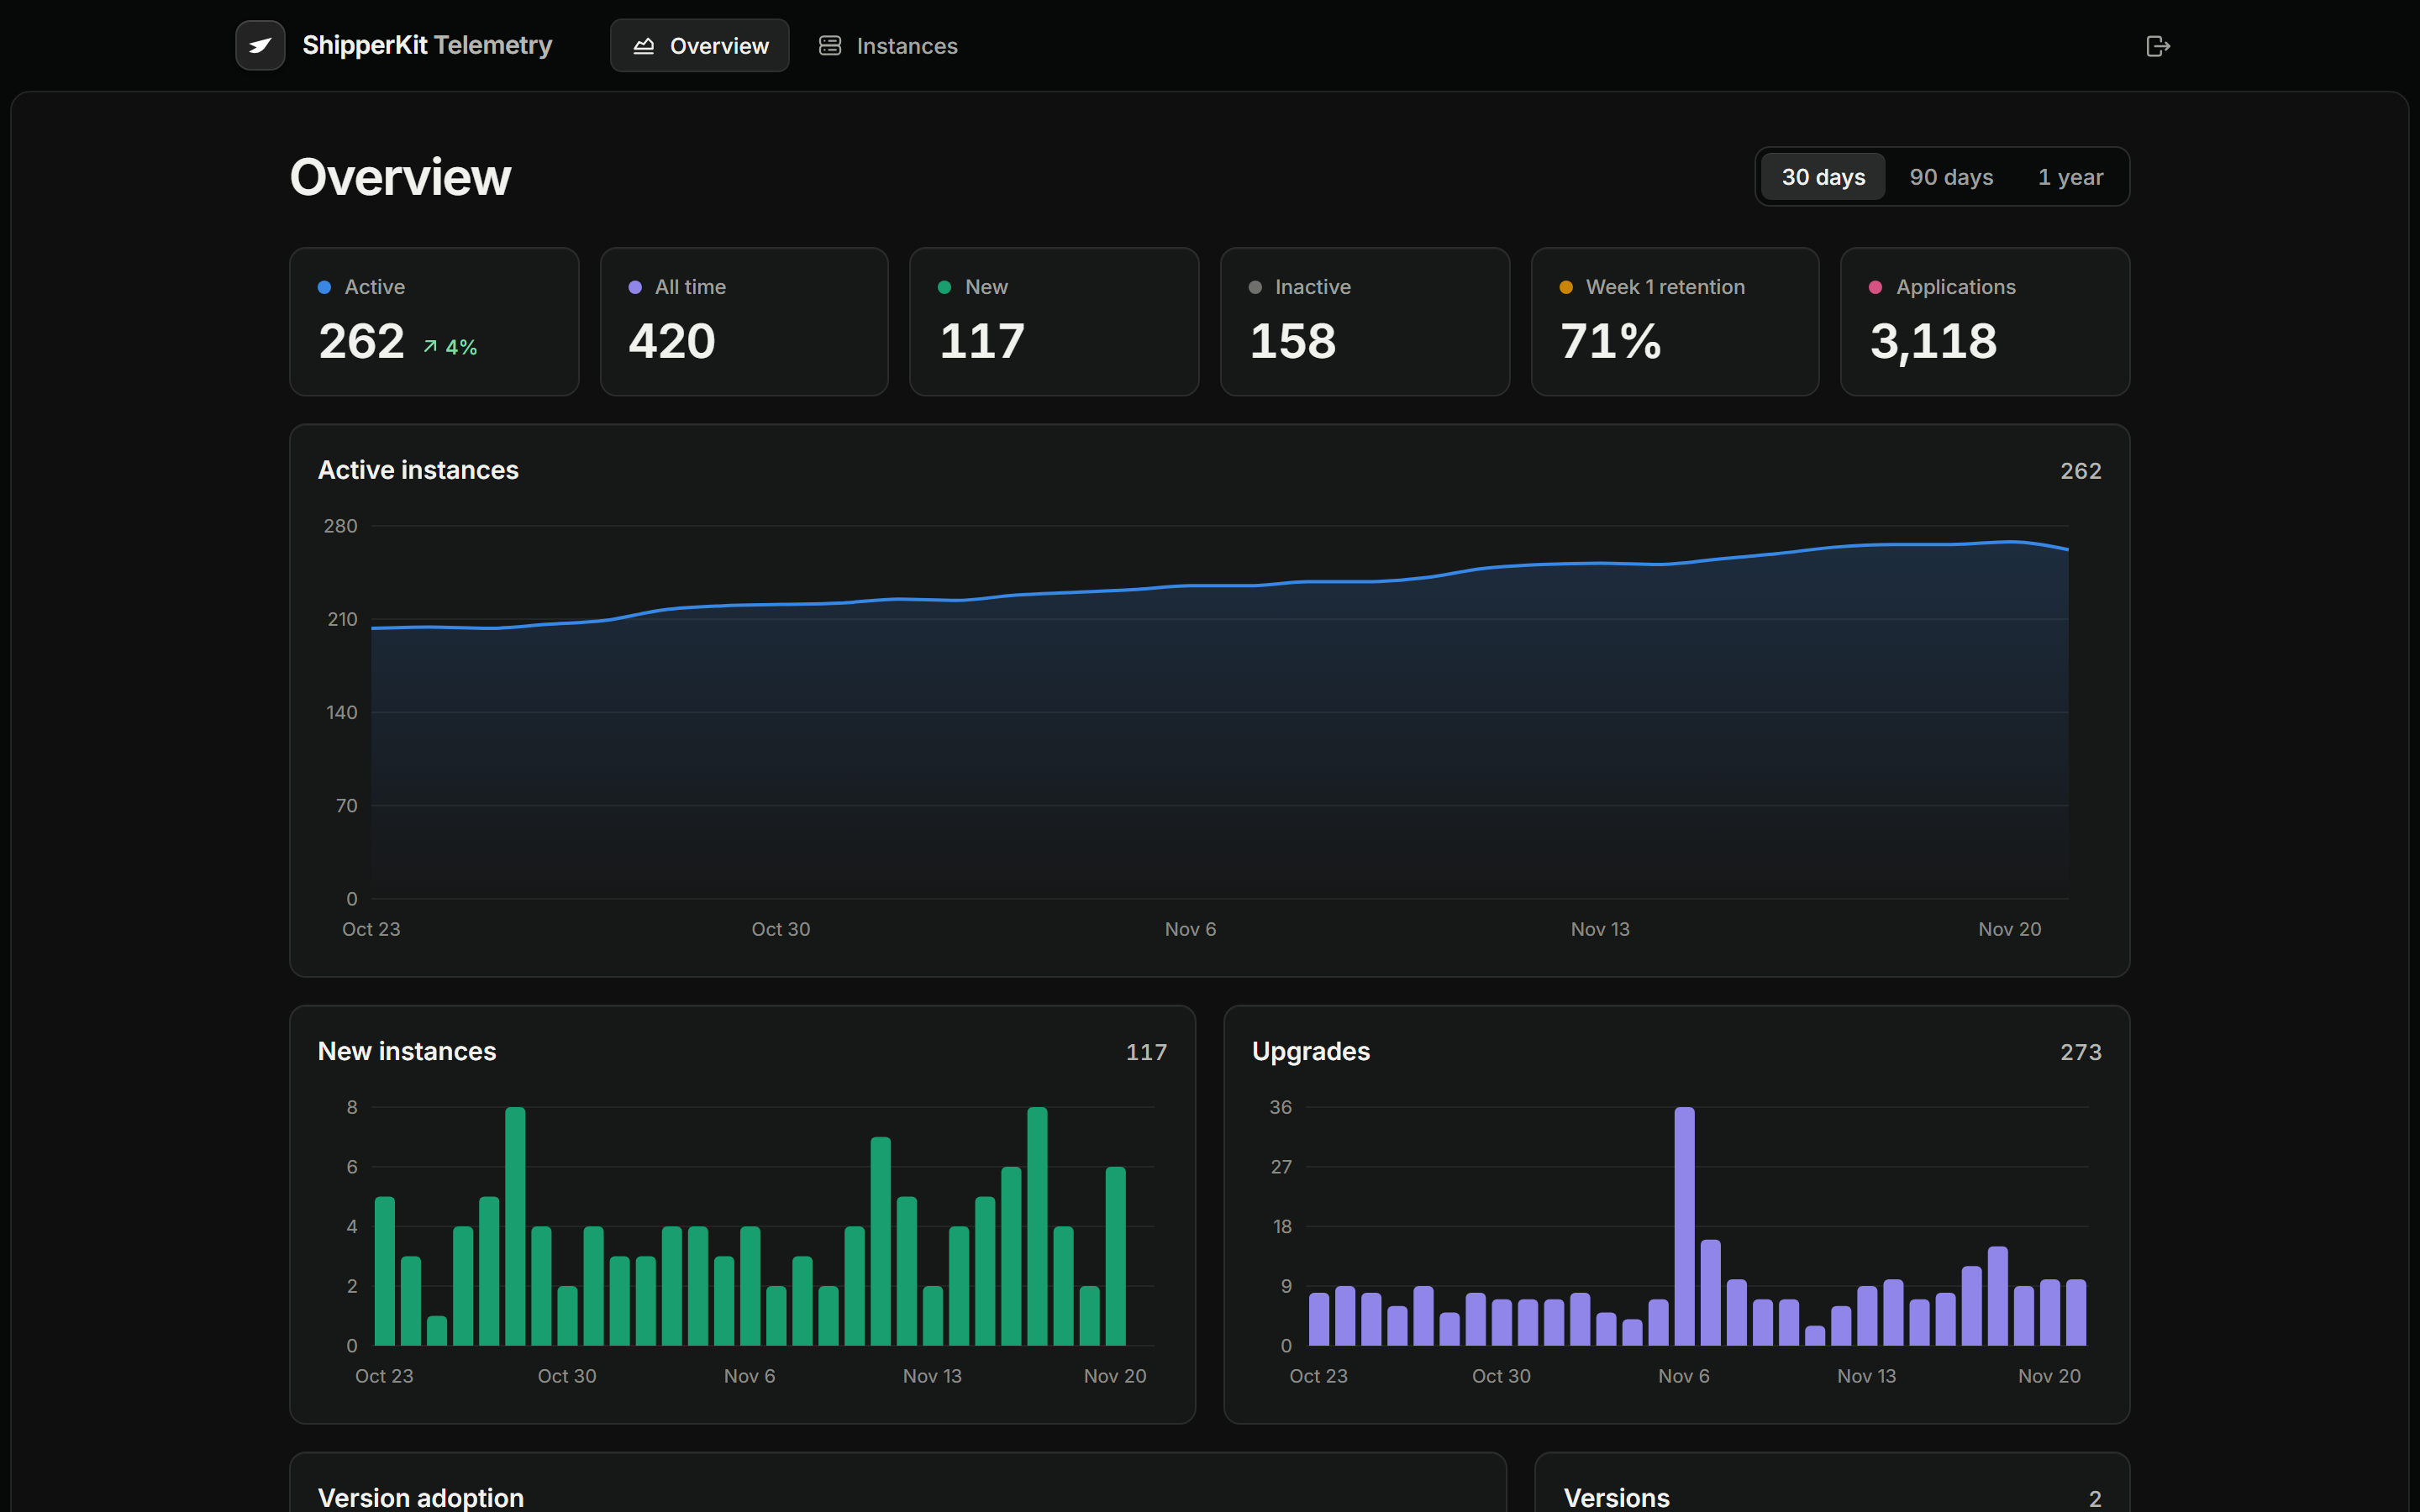 ShipperKit Telemetry
Overview
Instances
Overview
30 days
90 days
1 year
Active
262
4%
All time
420
New
117
Inactive
158
Week 1 retention
71%
Applications
3,118
Active instances
262
280
210
140
70
0
Oct 23
Oct 30
Nov 6
Nov 13
Nov 20
New instances
117
8
6
4
2
0
Oct 23
Oct 30
Nov 6
Nov 13
Nov 20
Upgrades
273
36
27
18
9
0
Oct 23
Oct 30
Nov 6
Nov 13
Nov 20
Version adoption
Versions
2